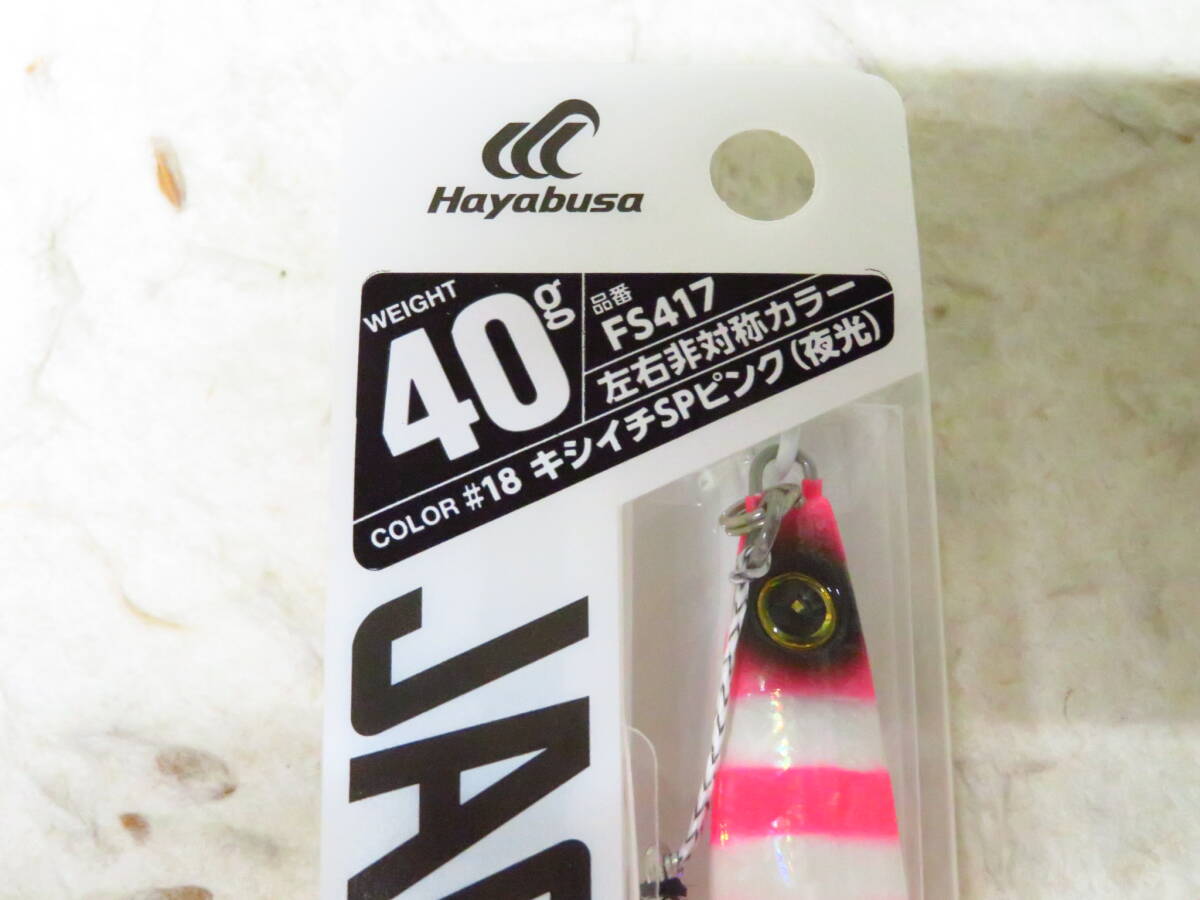 Hayabusa
WEIGHT
40g
品番
FS417
左右非対称カラー
COLOR #18 キシイチSPピンク(夜光)